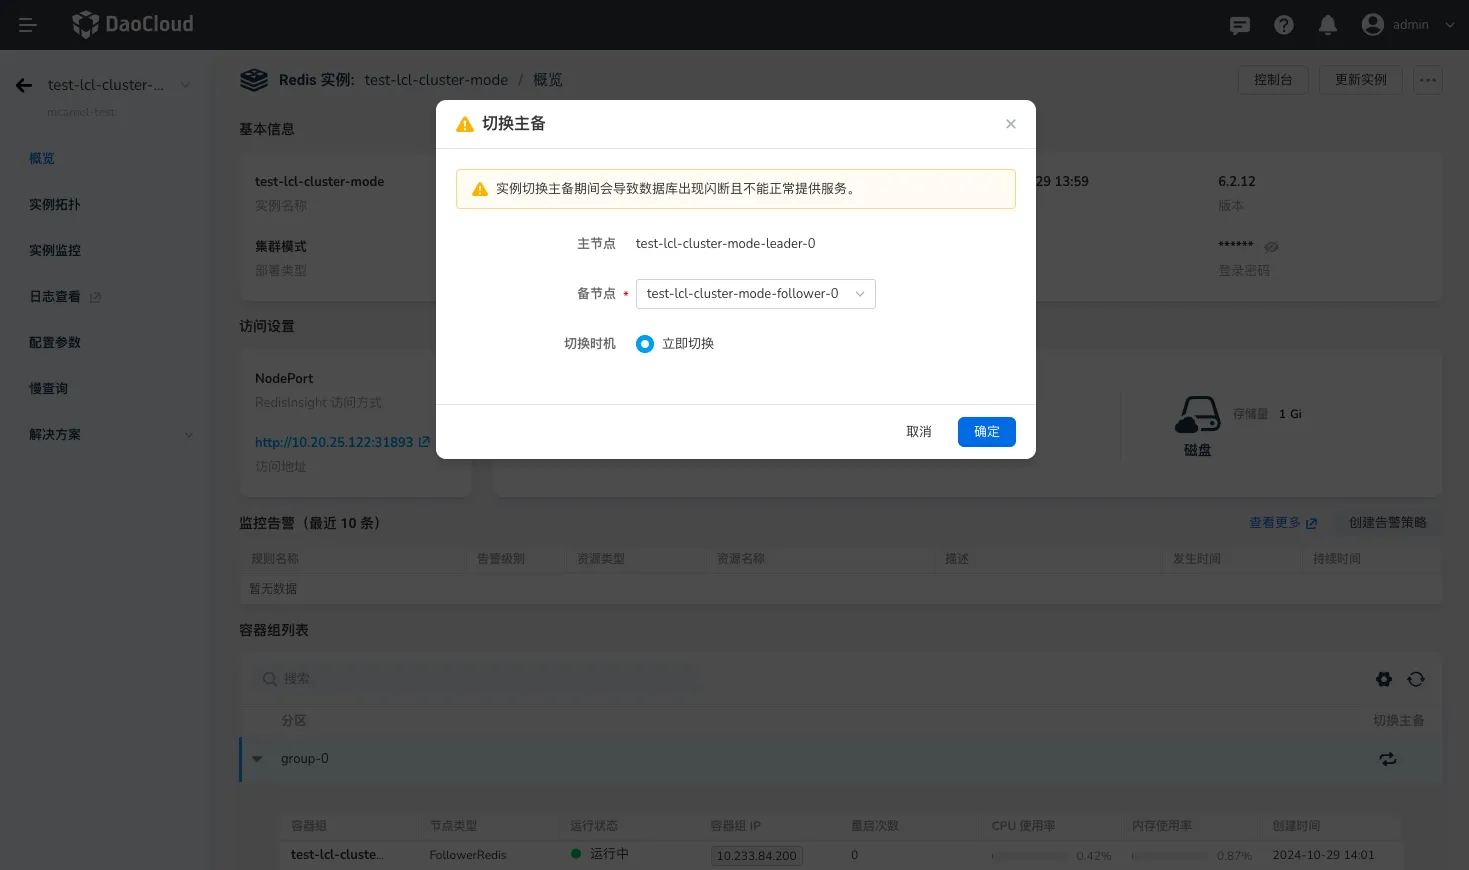 DaoCloud
admin
test-lcl-cluster-...
mcamel-test
概览
实例拓扑
实例监控
日志查看
配置参数
慢查询
解决方案
Redis 实例: test-lcl-cluster-mode / 概览
控制台
更新实例
基本信息
test-lcl-cluster-mode
实例名称
集群模式
部署类型
29 13:59
6.2.12
版本
******
登录密码
切换主备
实例切换主备期间会导致数据库出现闪断且不能正常提供服务。
主节点 test-lcl-cluster-mode-leader-0
备节点 * test-lcl-cluster-mode-follower-0
切换时机 立即切换
取消
确定
访问设置
NodePort
RedisInsight 访问方式
http://10.20.25.122:31893
访问地址
存储量 1 Gi
磁盘
监控告警（最近 10 条）
查看更多
创建告警策略
规则名称 告警级别 资源类型 资源名称 描述 发生时间 持续时间
暂无数据
容器组列表
搜索
分区 切换主备
group-0
容器组 节点类型 运行状态 容器组 IP 重启次数 CPU 使用率 内存使用率 创建时间
test-lcl-cluste... FollowerRedis 运行中 10.233.84.200 0 0.42% 0.87% 2024-10-29 14:01